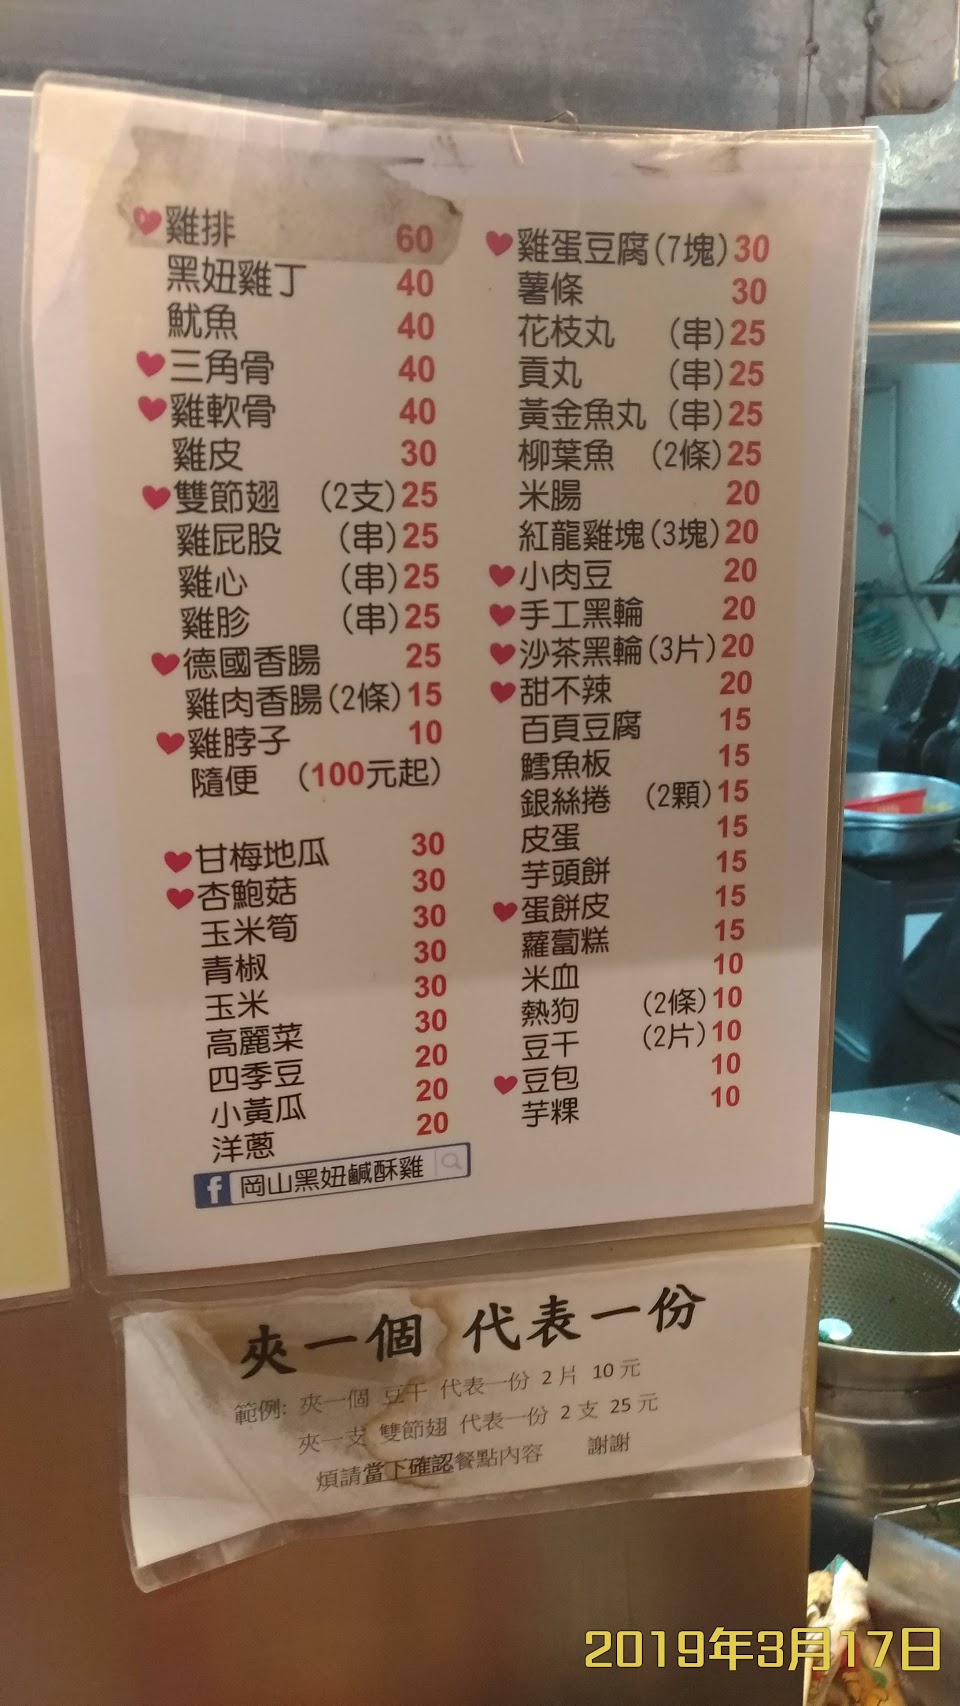 雞排 60
黑妞雞丁 40
魷魚 40
三角骨 40
雞軟骨 40
雞皮 30
雙節翅 (2支) 25
雞屁股 (串) 25
雞心 (串) 25
雞胗 (串) 25
德國香腸 25
雞肉香腸 (2條) 15
雞脖子 10
隨便 (100元起)
甘梅地瓜 30
杏鮑菇 30
玉米筍 30
青椒 30
玉米 30
高麗菜 30
四季豆 20
小黃瓜 20
洋蔥 20
f 岡山黑妞鹹酥雞
雞蛋豆腐 (7塊) 30
薯條 30
花枝丸 (串) 25
貢丸 (串) 25
黃金魚丸 (串) 25
柳葉魚 (2條) 25
米腸 20
紅龍雞塊 (3塊) 20
小肉豆 20
手工黑輪 20
沙茶黑輪 (3片) 20
甜不辣 20
百頁豆腐 15
鱈魚板 15
銀絲捲 (2顆) 15
皮蛋 15
芋頭餅 15
蛋餅皮 15
蘿蔔糕 15
米血 10
熱狗 (2條) 10
豆干 (2片) 10
豆包 10
芋粿 10
夾一個 代表一份
範例: 夾一個 豆干 代表一份 2片 10元
夾一支 雙節翅 代表一份 2支 25元
煩請當下確認餐點內容 謝謝
2019年3月17日